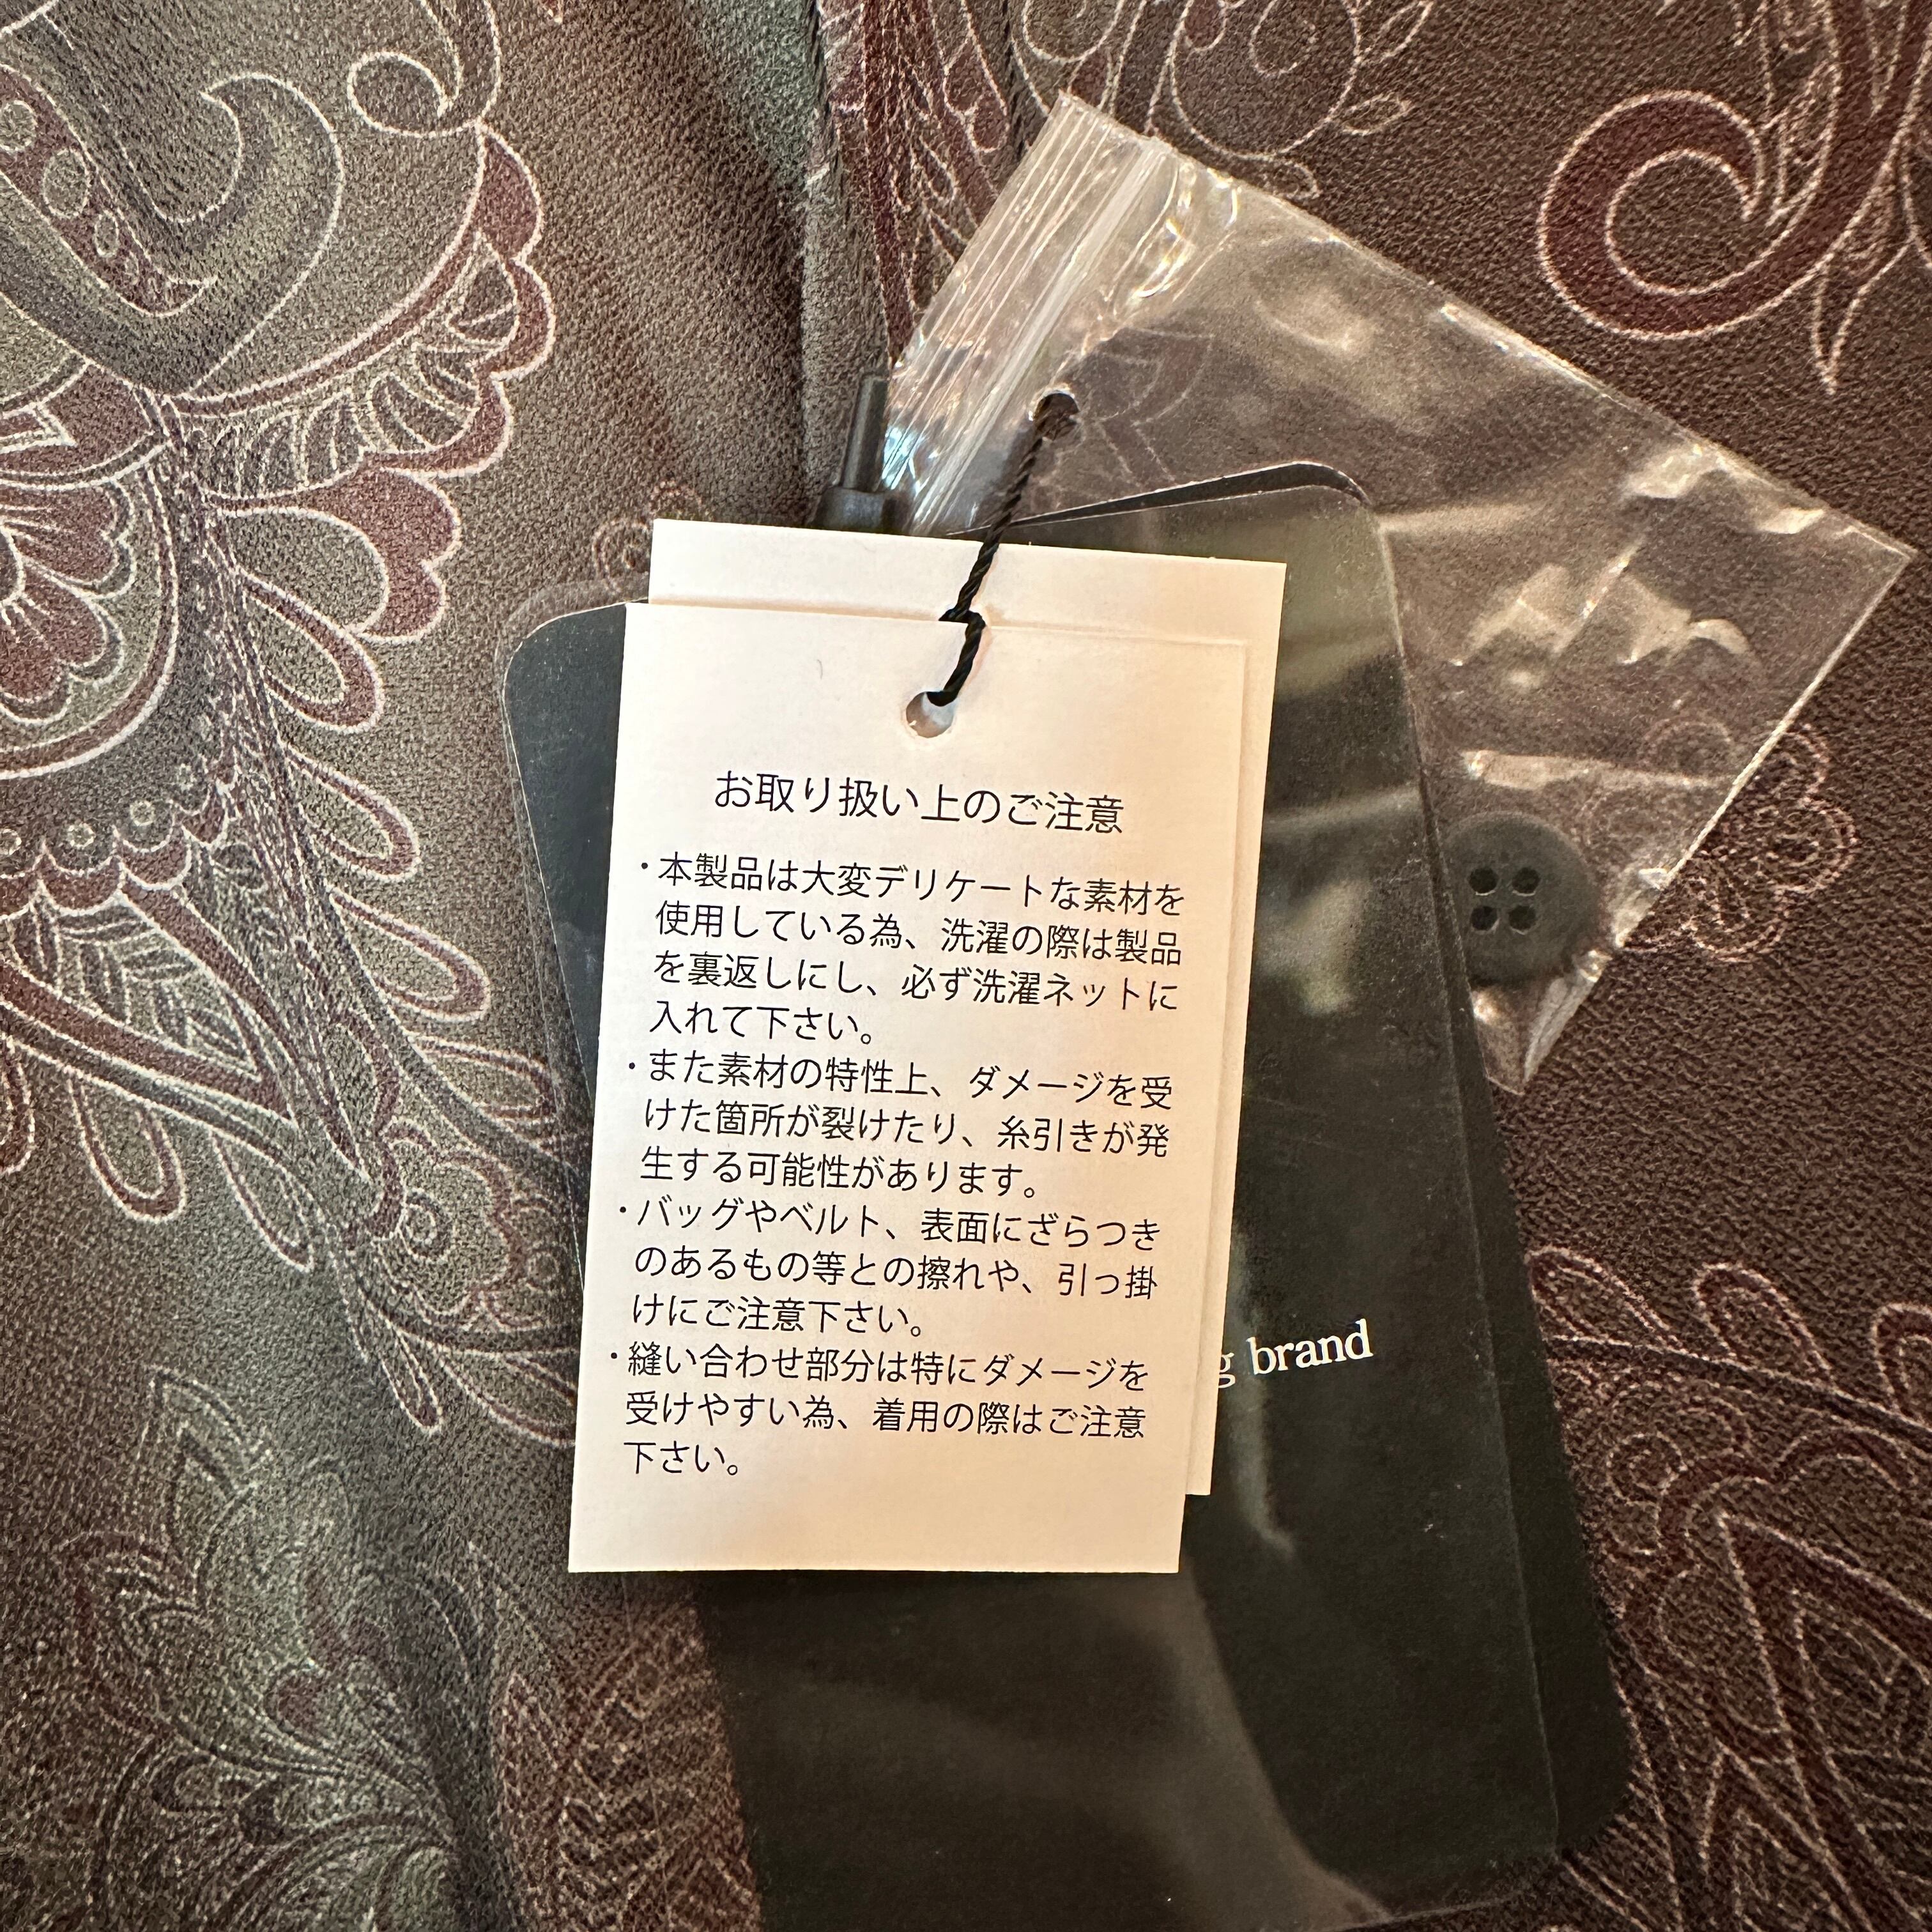 お取り扱い上のご注意
・本製品は大変デリケートな素材を
使用している為、洗濯の際は製品
を裏返しにし、必ず洗濯ネットに
入れて下さい。
・また素材の特性上、ダメージを受
けた箇所が裂けたり、糸引きが発
生する可能性があります。
・バッグやベルト、表面にざらつき
のあるもの等との擦れや、引っ掛
けにご注意下さい。
・縫い合わせ部分は特にダメージを
受けやすい為、着用の際はご注意
下さい。
brand